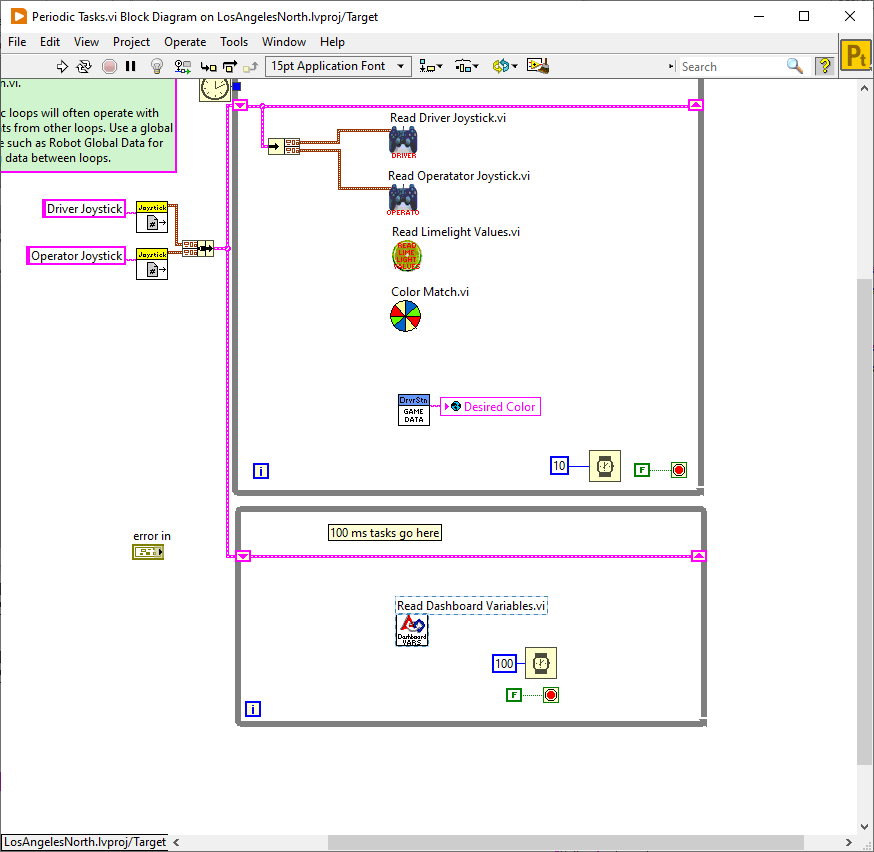 Periodic Tasks.vi Block Diagram on LosAngelesNorth.lvproj/Target
File Edit View Project Operate Tools Window Help
15pt Application Font
Search
?
Pt
n.vi.
c loops will often operate with
ts from other loops. Use a global
e such as Robot Global Data for
data between loops.
Read Driver Joystick.vi
DRIVER
Read Operatator Joystick.vi
OPERATO
Driver Joystick
Joystick
#
Operator Joystick
Joystick
#
Read Limelight Values.vi
READ
LIME
LIGHT
VALUES
Color Match.vi
DrvrStn
GAME
DATA
Desired Color
i
10
F
100 ms tasks go here
error in
Read Dashboard Variables.vi
Dashboard
VARS
100
F
i
LosAngelesNorth.lvproj/Target